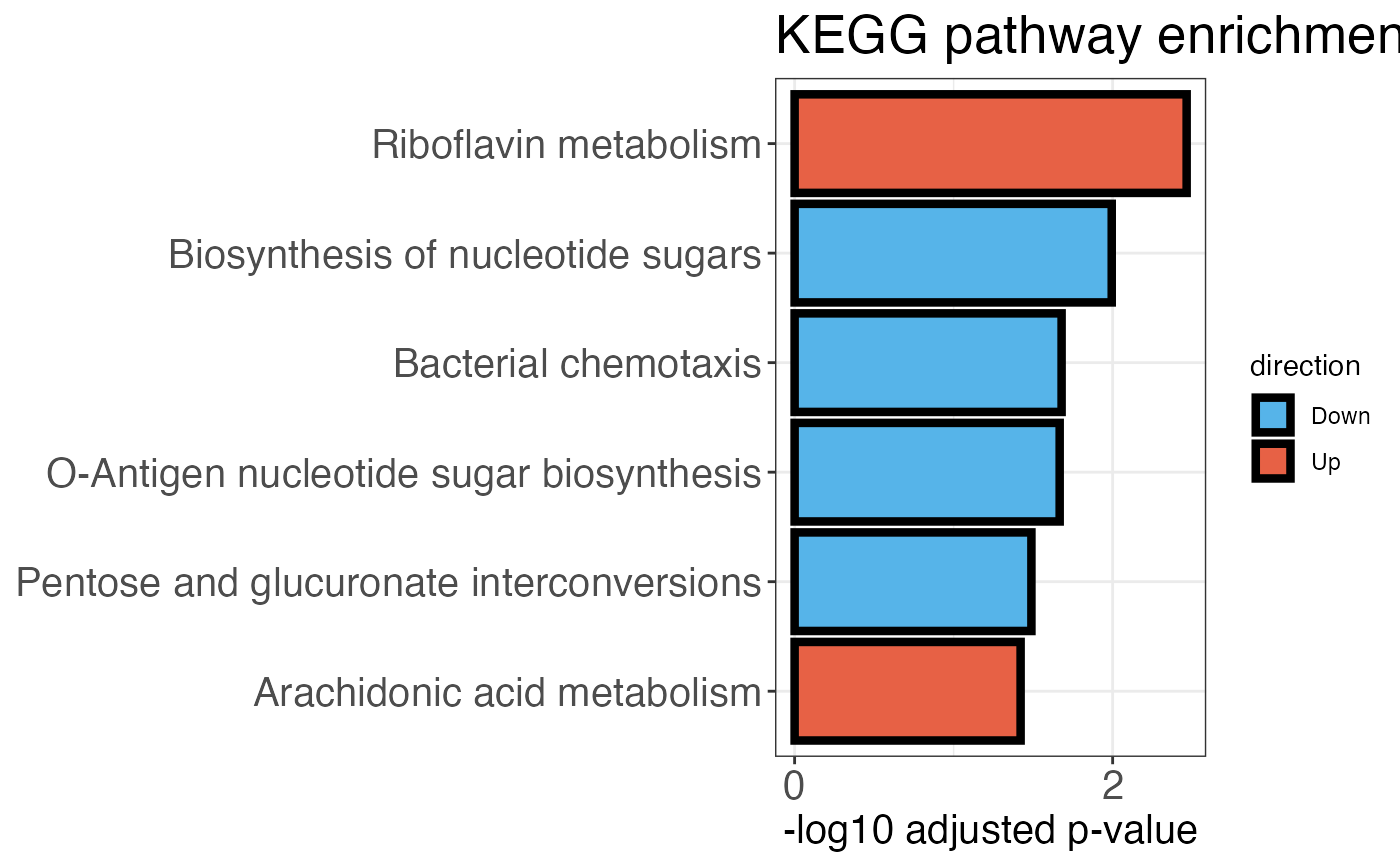 KEGG pathway enrichmen
Riboflavin metabolism
Biosynthesis of nucleotide sugars
Bacterial chemotaxis
O-Antigen nucleotide sugar biosynthesis
Pentose and glucuronate interconversions
Arachidonic acid metabolism
0 2
-log10 adjusted p-value
direction
Down
Up